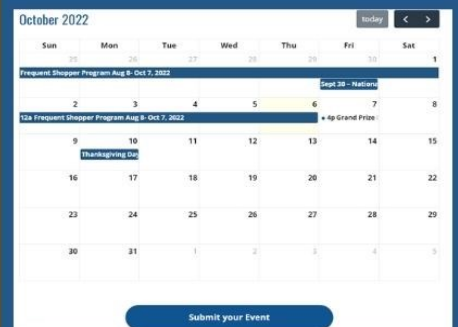 October 2022
today
Sun Mon Tue Wed Thu Fri Sat
25 26 27 28 29 30 1
Frequent Shopper Program Aug 8- Oct 7, 2022
Sept 30 – Nationa
2 3 4 5 6 7 8
12a Frequent Shopper Program Aug 8- Oct 7, 2022 4p Grand Prize
9 10 11 12 13 14 15
Thanksgiving Day
16 17 18 19 20 21 22
23 24 25 26 27 28 29
30 31 1 2 3 4 5
Submit your Event